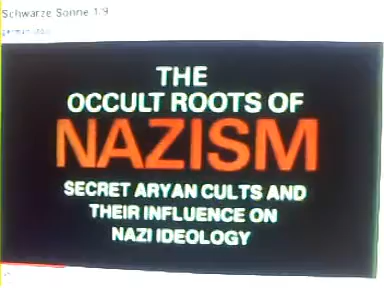 Schwarze Sonne 1/9
THE
OCCULT ROOTS OF
NAZISM
SECRET ARYAN CULTS AND
THEIR INFLUENCE ON
NAZI IDEOLOGY